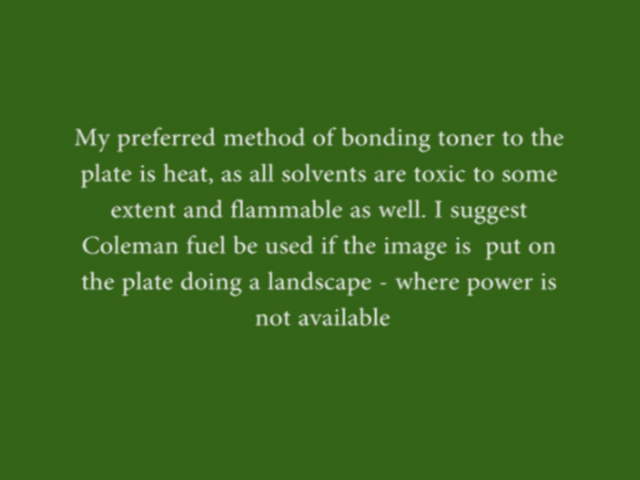 My preferred method of bonding toner to the
plate is heat, as all solvents are toxic to some
extent and flammable as well. I suggest
Coleman fuel be used if the image is  put on
the plate doing a landscape - where power is
not available